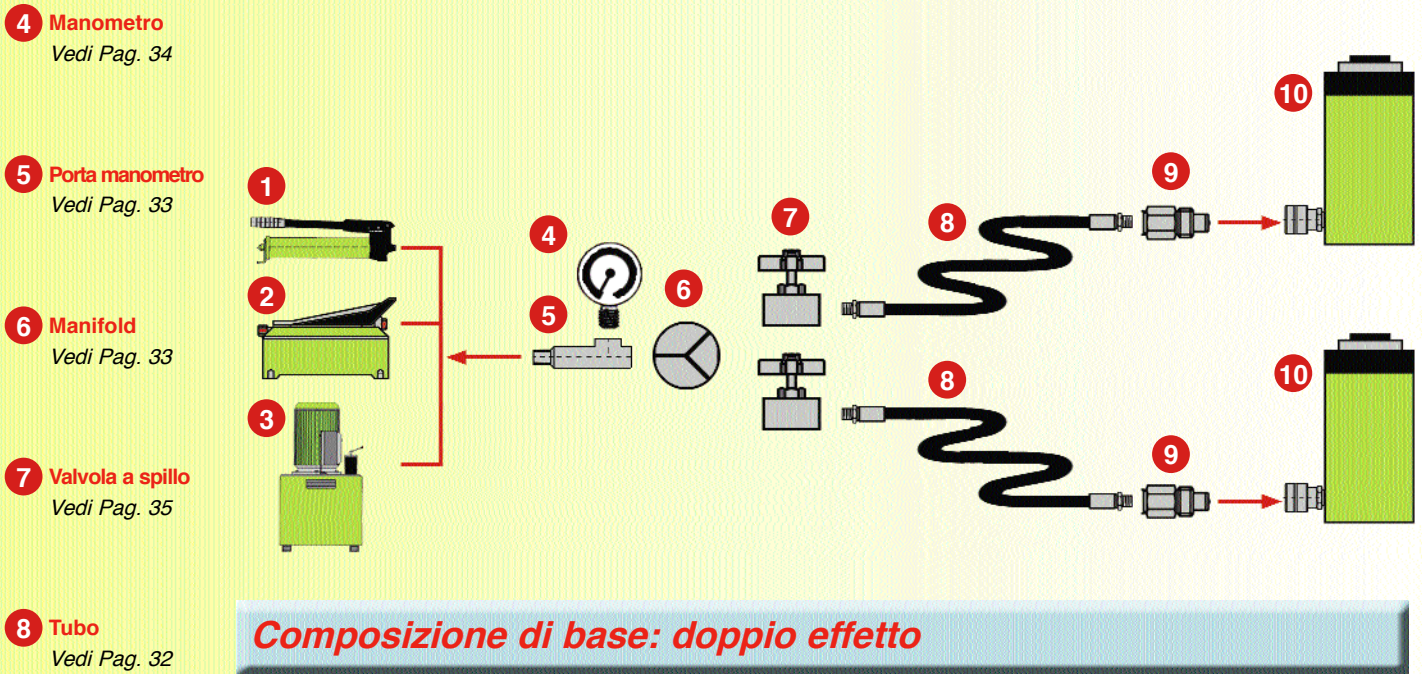 4 Manometro
Vedi Pag. 34
5 Porta manometro
Vedi Pag. 33
6 Manifold
Vedi Pag. 33
7 Valvola a spillo
Vedi Pag. 35
8 Tubo
Vedi Pag. 32
1
2
3
4
5
6
7
8
9
10
8
9
10
Composizione di base: doppio effetto